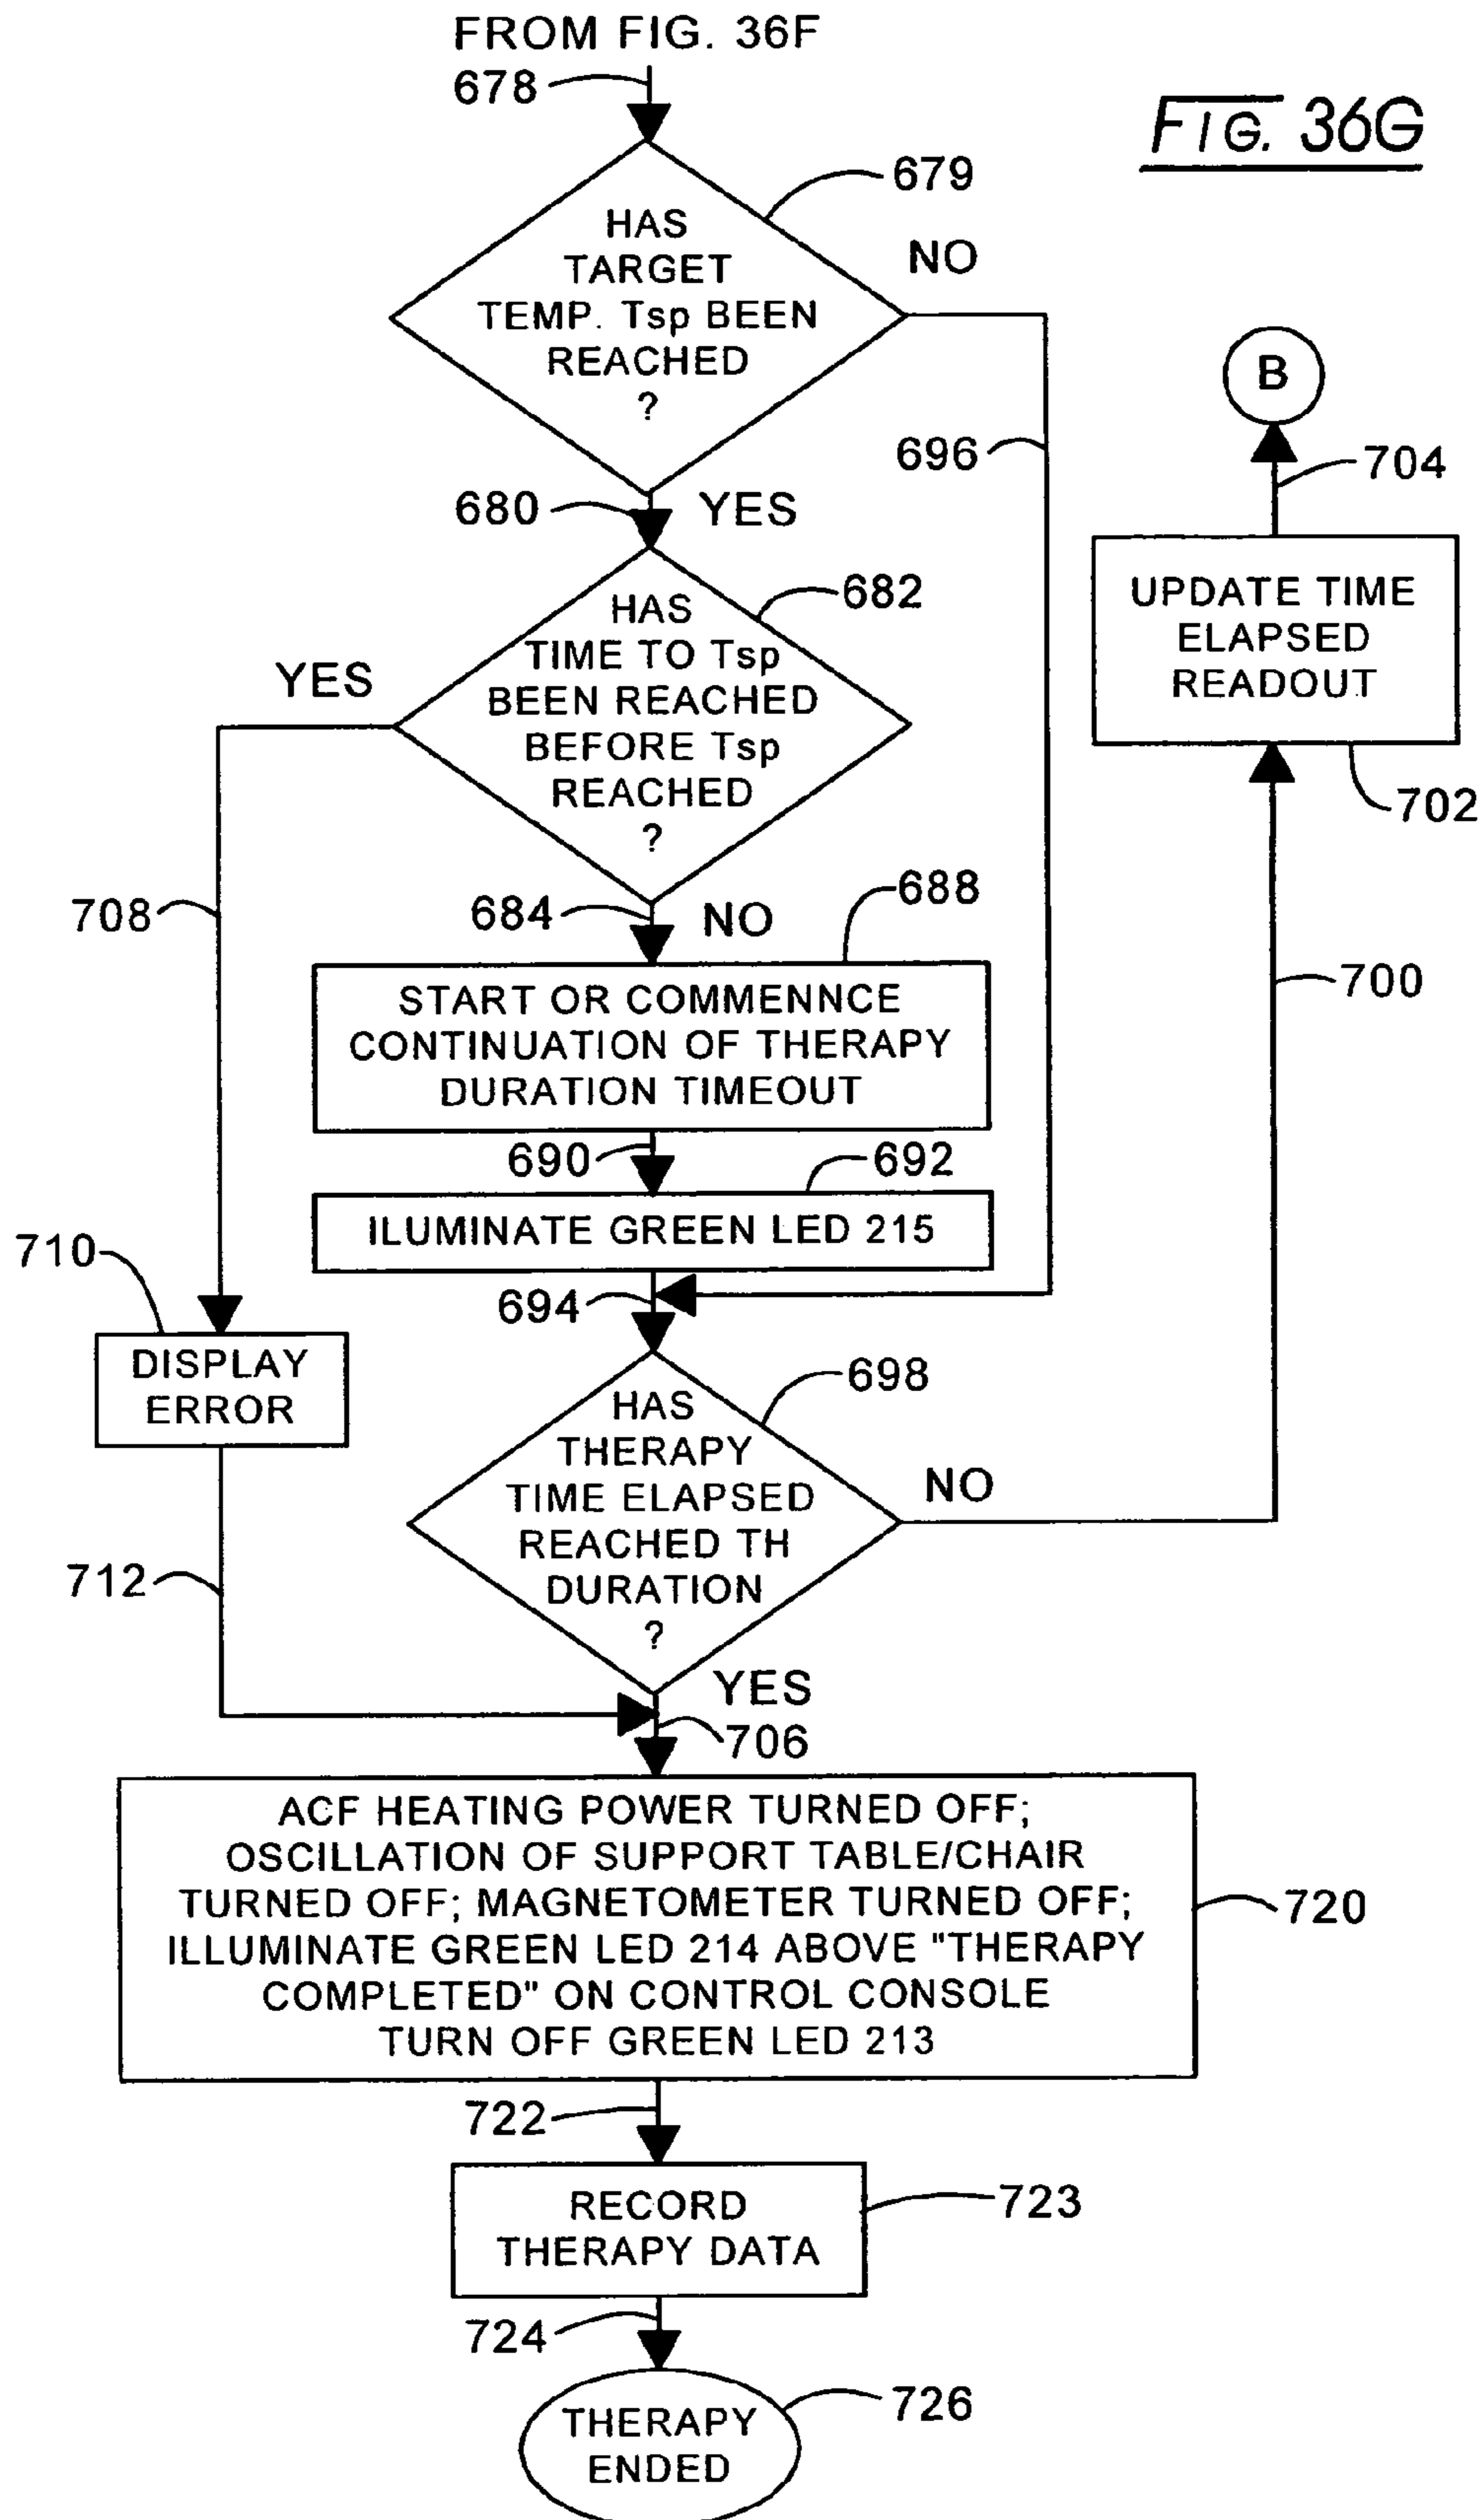 FROM FIG. 36F
678
FIG. 36G
679
HAS
TARGET
TEMP. Tsp BEEN
REACHED
?
NO
B
696
704
680
YES
UPDATE TIME
ELAPSED
READOUT
682
HAS
TIME TO Tsp
BEEN REACHED
BEFORE Tsp
REACHED
?
YES
702
708
684
NO
688
700
START OR COMMENNCE
CONTINUATION OF THERAPY
DURATION TIMEOUT
690
692
ILUMINATE GREEN LED 215
710
694
DISPLAY
ERROR
698
HAS
THERAPY
TIME ELAPSED
REACHED TH
DURATION
?
NO
712
YES
706
ACF HEATING POWER TURNED OFF;
OSCILLATION OF SUPPORT TABLE/CHAIR
TURNED OFF; MAGNETOMETER TURNED OFF;
ILLUMINATE GREEN LED 214 ABOVE "THERAPY
COMPLETED" ON CONTROL CONSOLE
TURN OFF GREEN LED 213
720
722
RECORD
THERAPY DATA
723
724
THERAPY
ENDED
726